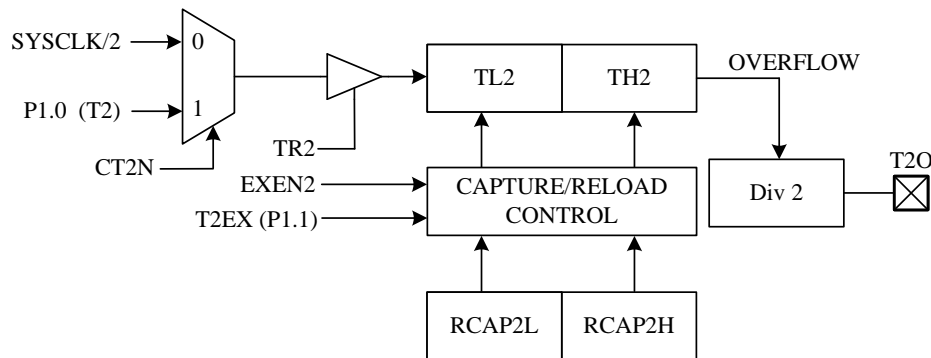 SYSCLK/2
0
P1.0 (T2)
1
CT2N
TR2
TL2
TH2
OVERFLOW
EXEN2
T2EX (P1.1)
CAPTURE/RELOAD
CONTROL
Div 2
T2O
RCAP2L
RCAP2H